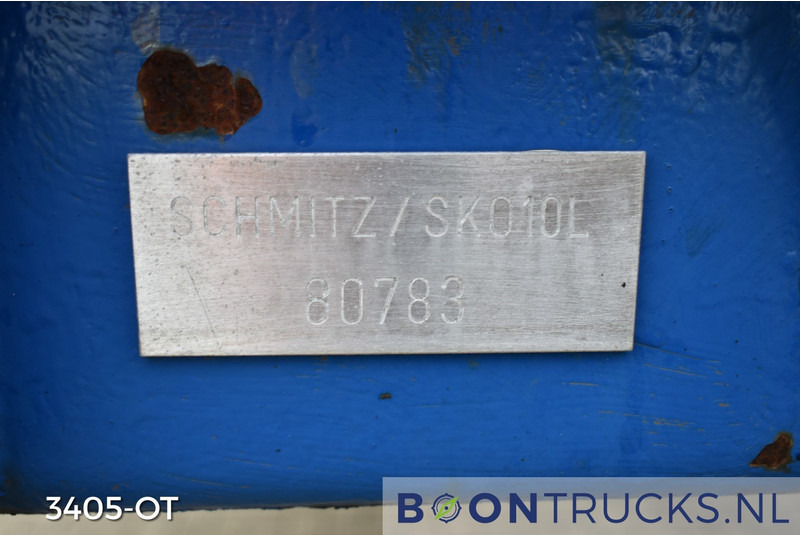 SCHMITZ/SKO10L
80783
3405-OT
BOONTRUCKS.NL